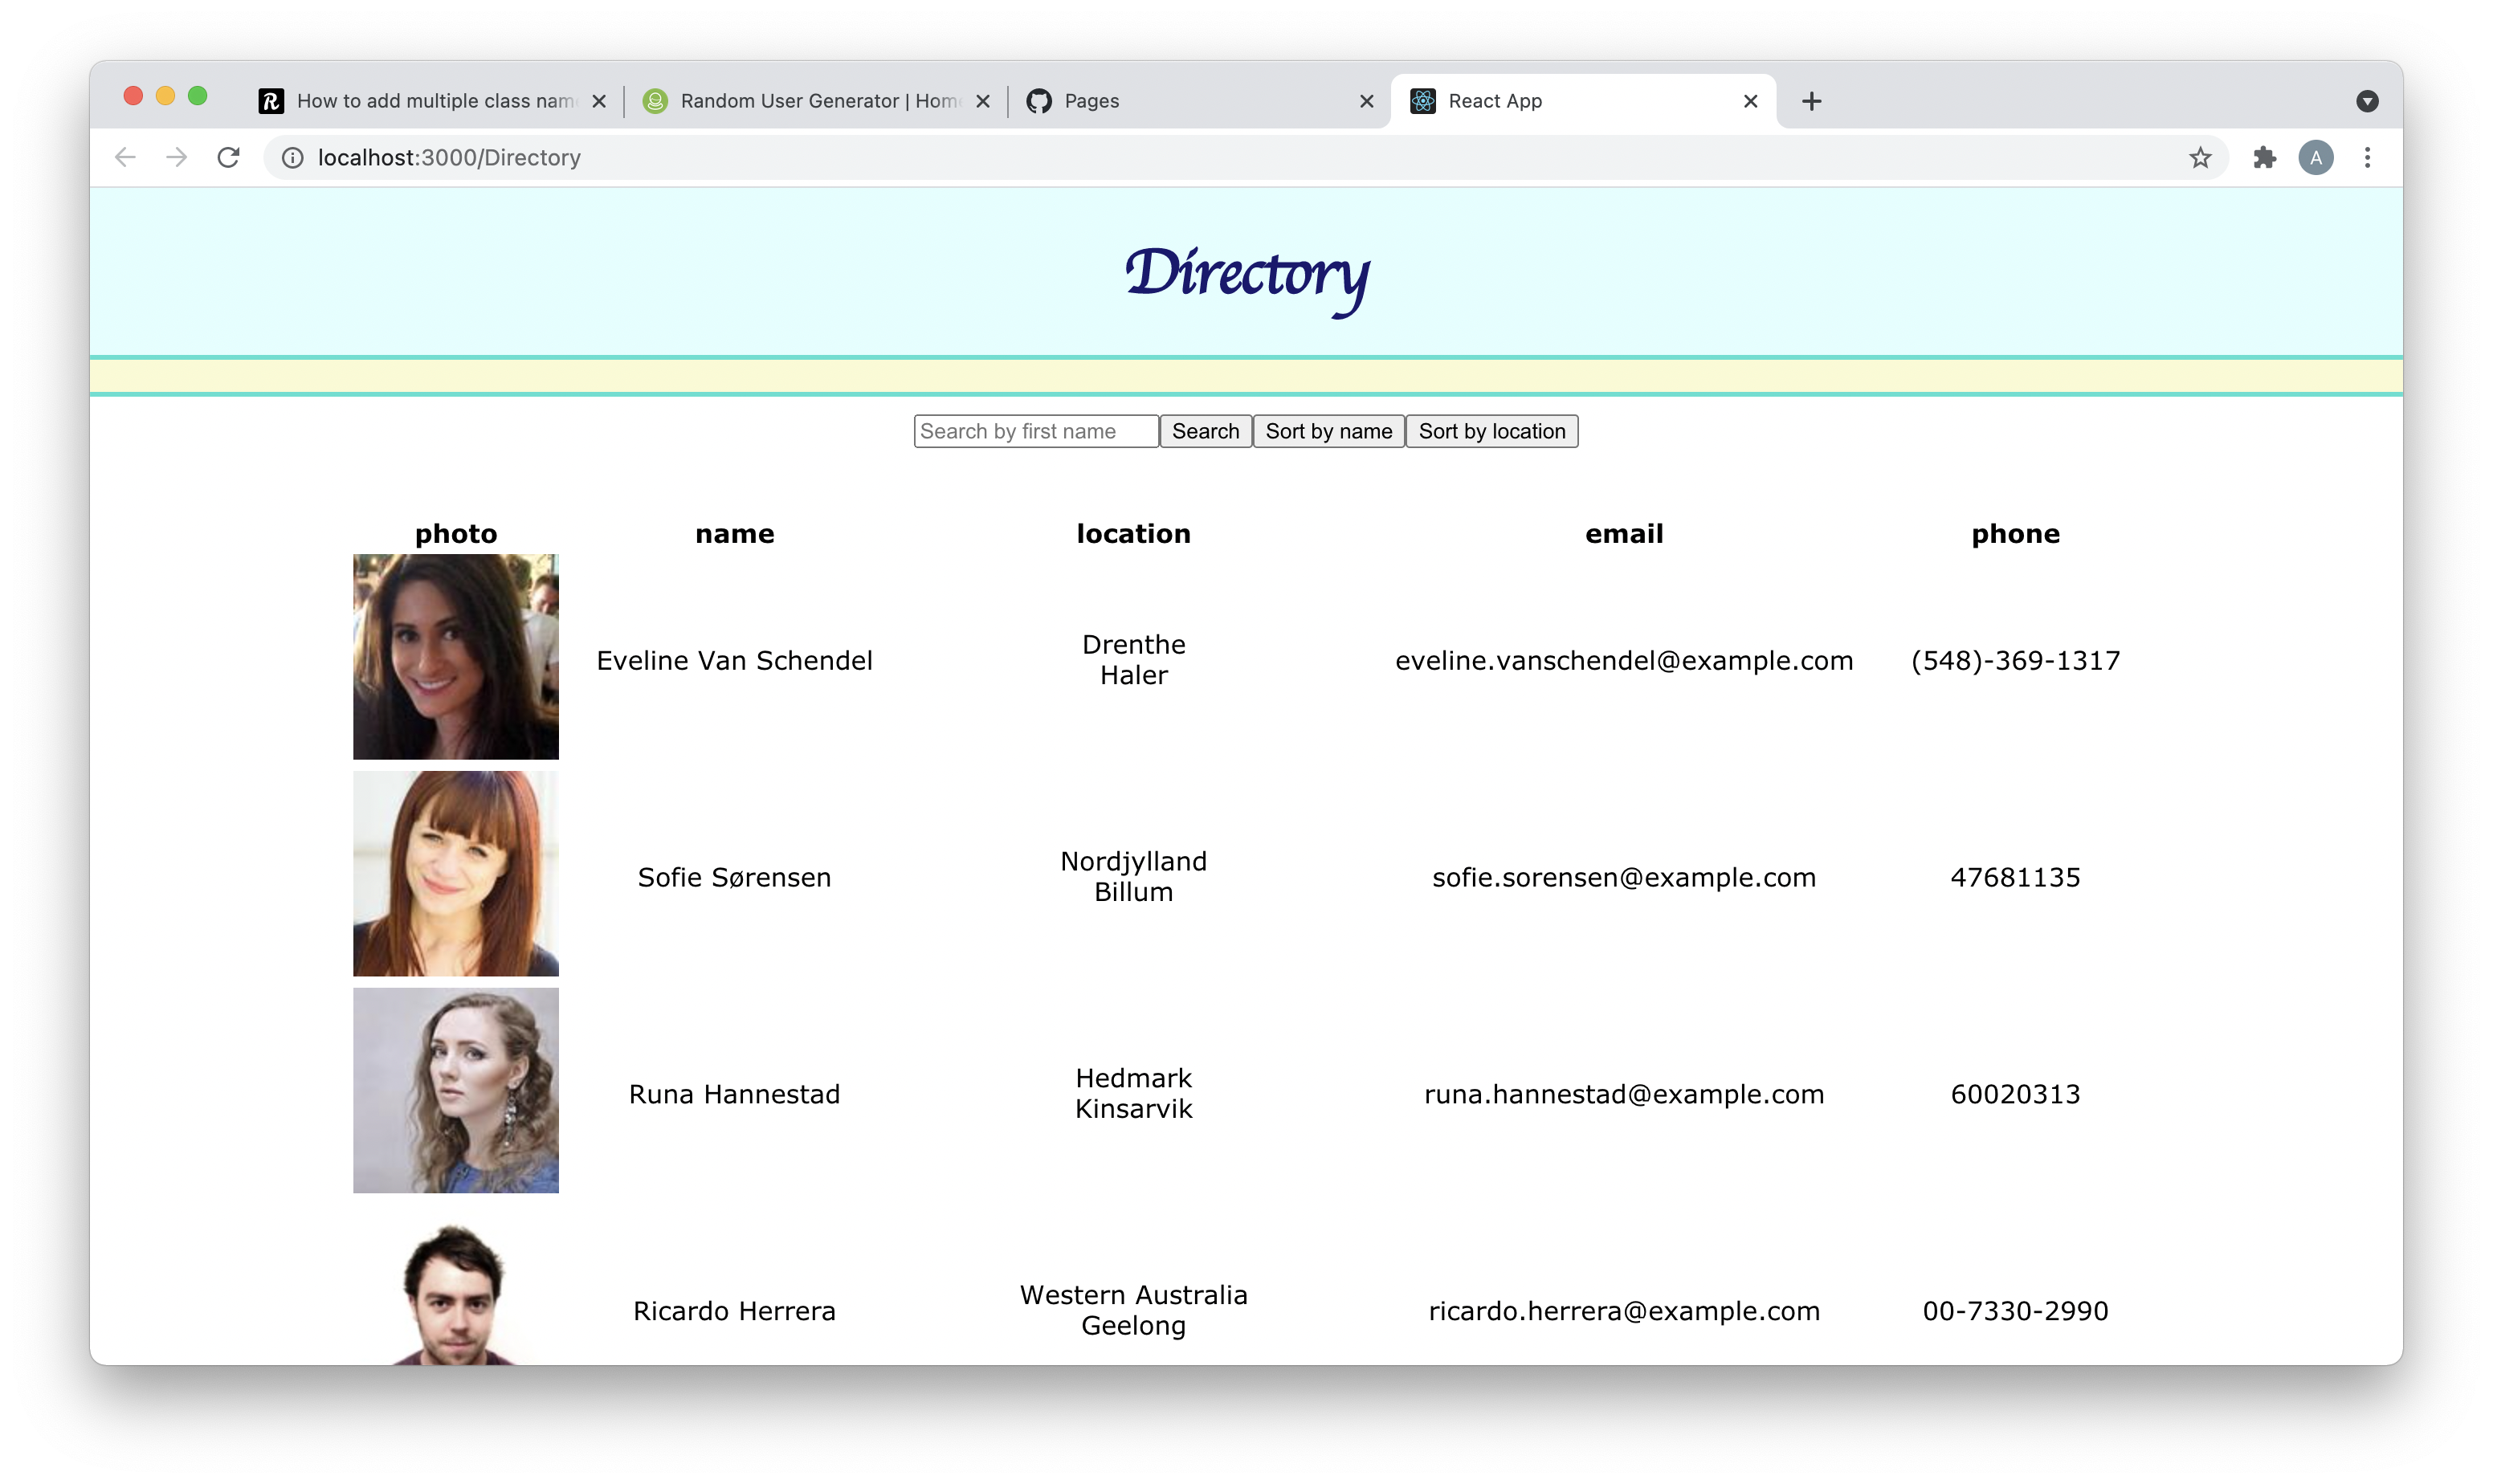 How to add multiple class nam
Random User Generator | Hom
Pages
React App
localhost:3000/Directory
A
Directory
Search by first name
Search
Sort by name
Sort by location
photo name location email phone
Eveline Van Schendel
Drenthe
Haler
eveline.vanschendel@example.com
(548)-369-1317
Sofie Sørensen
Nordjylland
Billum
sofie.sorensen@example.com
47681135
Runa Hannestad
Hedmark
Kinsarvik
runa.hannestad@example.com
60020313
Ricardo Herrera
Western Australia
Geelong
ricardo.herrera@example.com
00-7330-2990